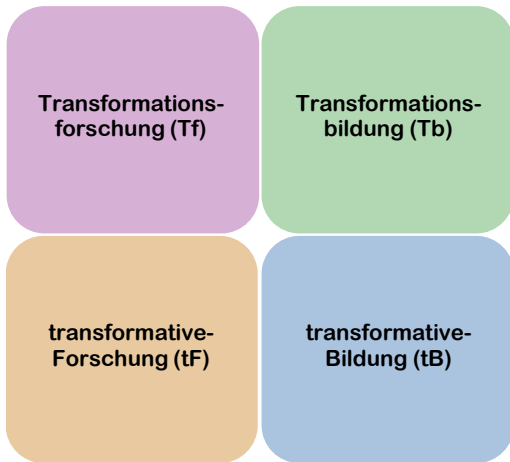 Transformations-
forschung (Tf)
Transformations-
bildung (Tb)
transformative-
Forschung (tF)
transformative-
Bildung (tB)